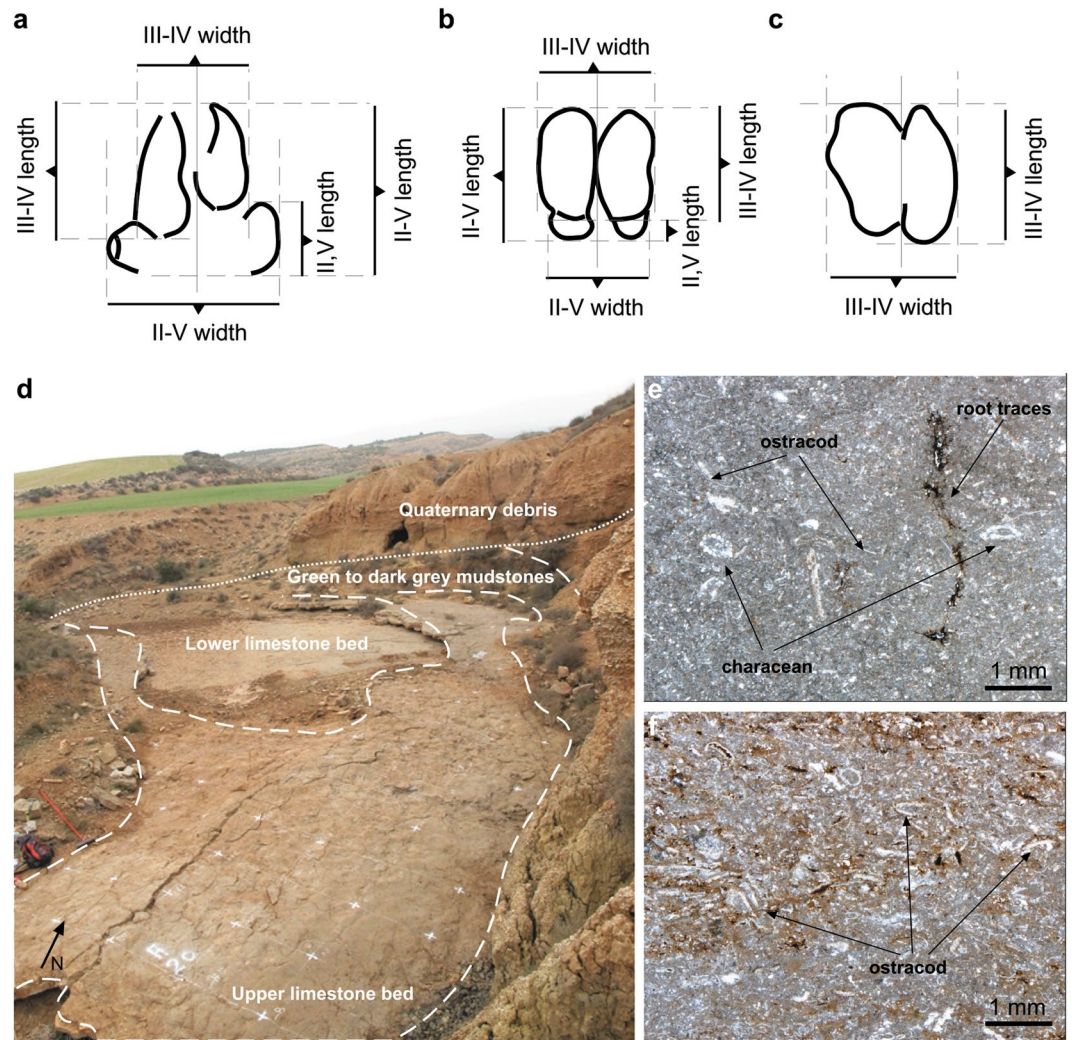 a
III-IV width
III-IV length
II-V length
II,V length
II-V width
b
III-IV width
II-V length
III-IV length
II,V length
II-V width
c
III-IV llength
III-IV width
d
Quaternary debris
Green to dark grey mudstones
Lower limestone bed
N
Upper limestone bed
e
root traces
ostracod
characean
1 mm
f
ostracod
1 mm